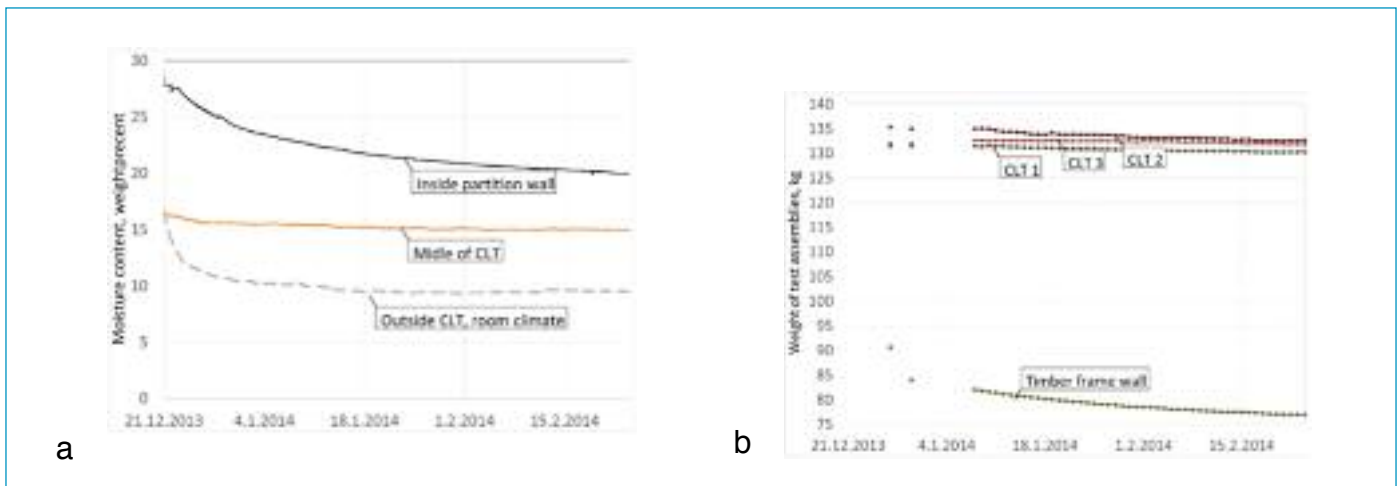 Moisture content, weightprecent
30
25
20
15
10
5
0
Inside partition wall
Midle of CLT
Outside CLT, room climate
21.12.2013 4.1.2014 18.1.2014 1.2.2014 15.2.2014
a
Weight of test assemblies, kg
140
135
130
125
120
115
110
105
100
95
90
85
80
75
CLT 1
CLT 3
CLT 2
Timber frame wall
21.12.2013 4.1.2014 18.1.2014 1.2.2014 15.2.2014
b